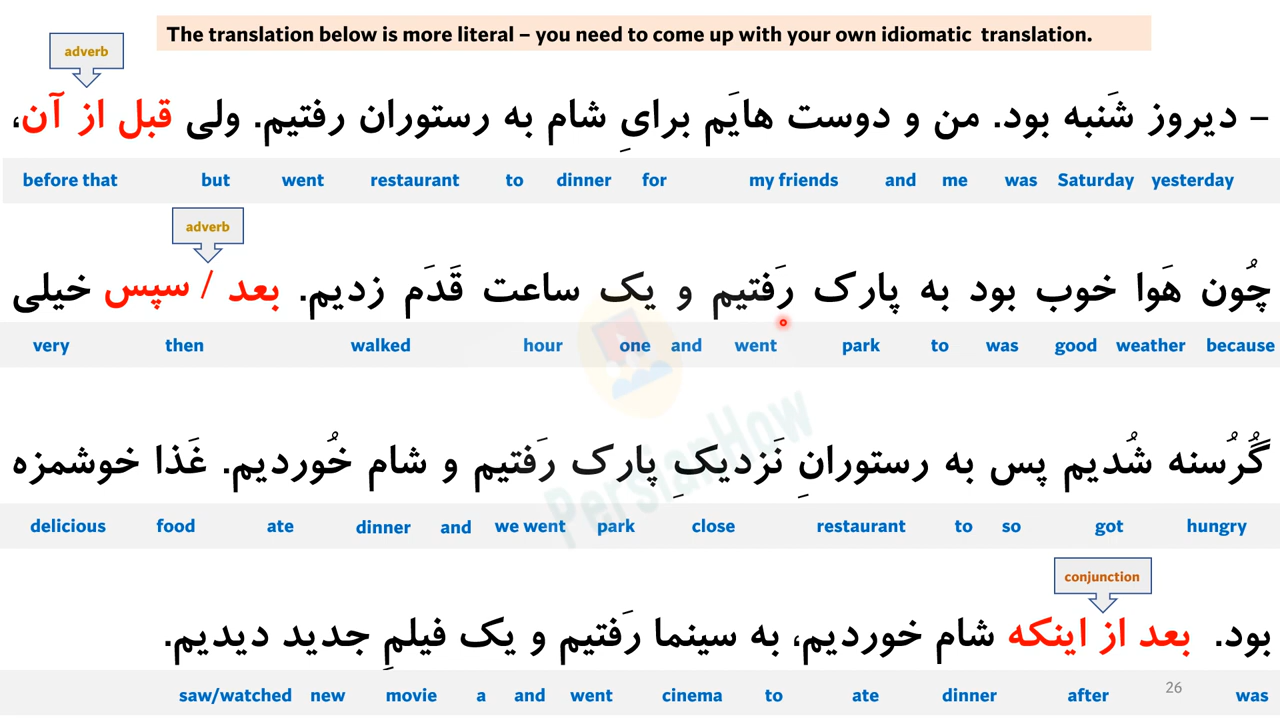 The translation below is more literal – you need to come up with your own idiomatic translation.
adverb
– دیروز شَنبه بود. من و دوست هایَم برایِ شام به رستوران رفتیم. ولی قبل از آن،
before that but went restaurant to dinner for my friends and me was Saturday yesterday
adverb
چُون هَوا خوب بود به پارک رَفتیم و یک ساعت قَدَم زدیم. بعد / سپس خیلی
very then walked hour one and went park to was good weather because
گُرُسنه شُدیم پس به رستورانِ نَزدیکِ پارک رَفتیم و شام خُوردیم. غَذا خوشمزه
delicious food ate dinner and we went park close restaurant to so got hungry
conjunction
بود. بعد از اینکه شام خوردیم، به سینما رَفتیم و یک فیلمِ جدید دیدیم.
saw/watched new movie a and went cinema to ate dinner after was
26
PersianHow